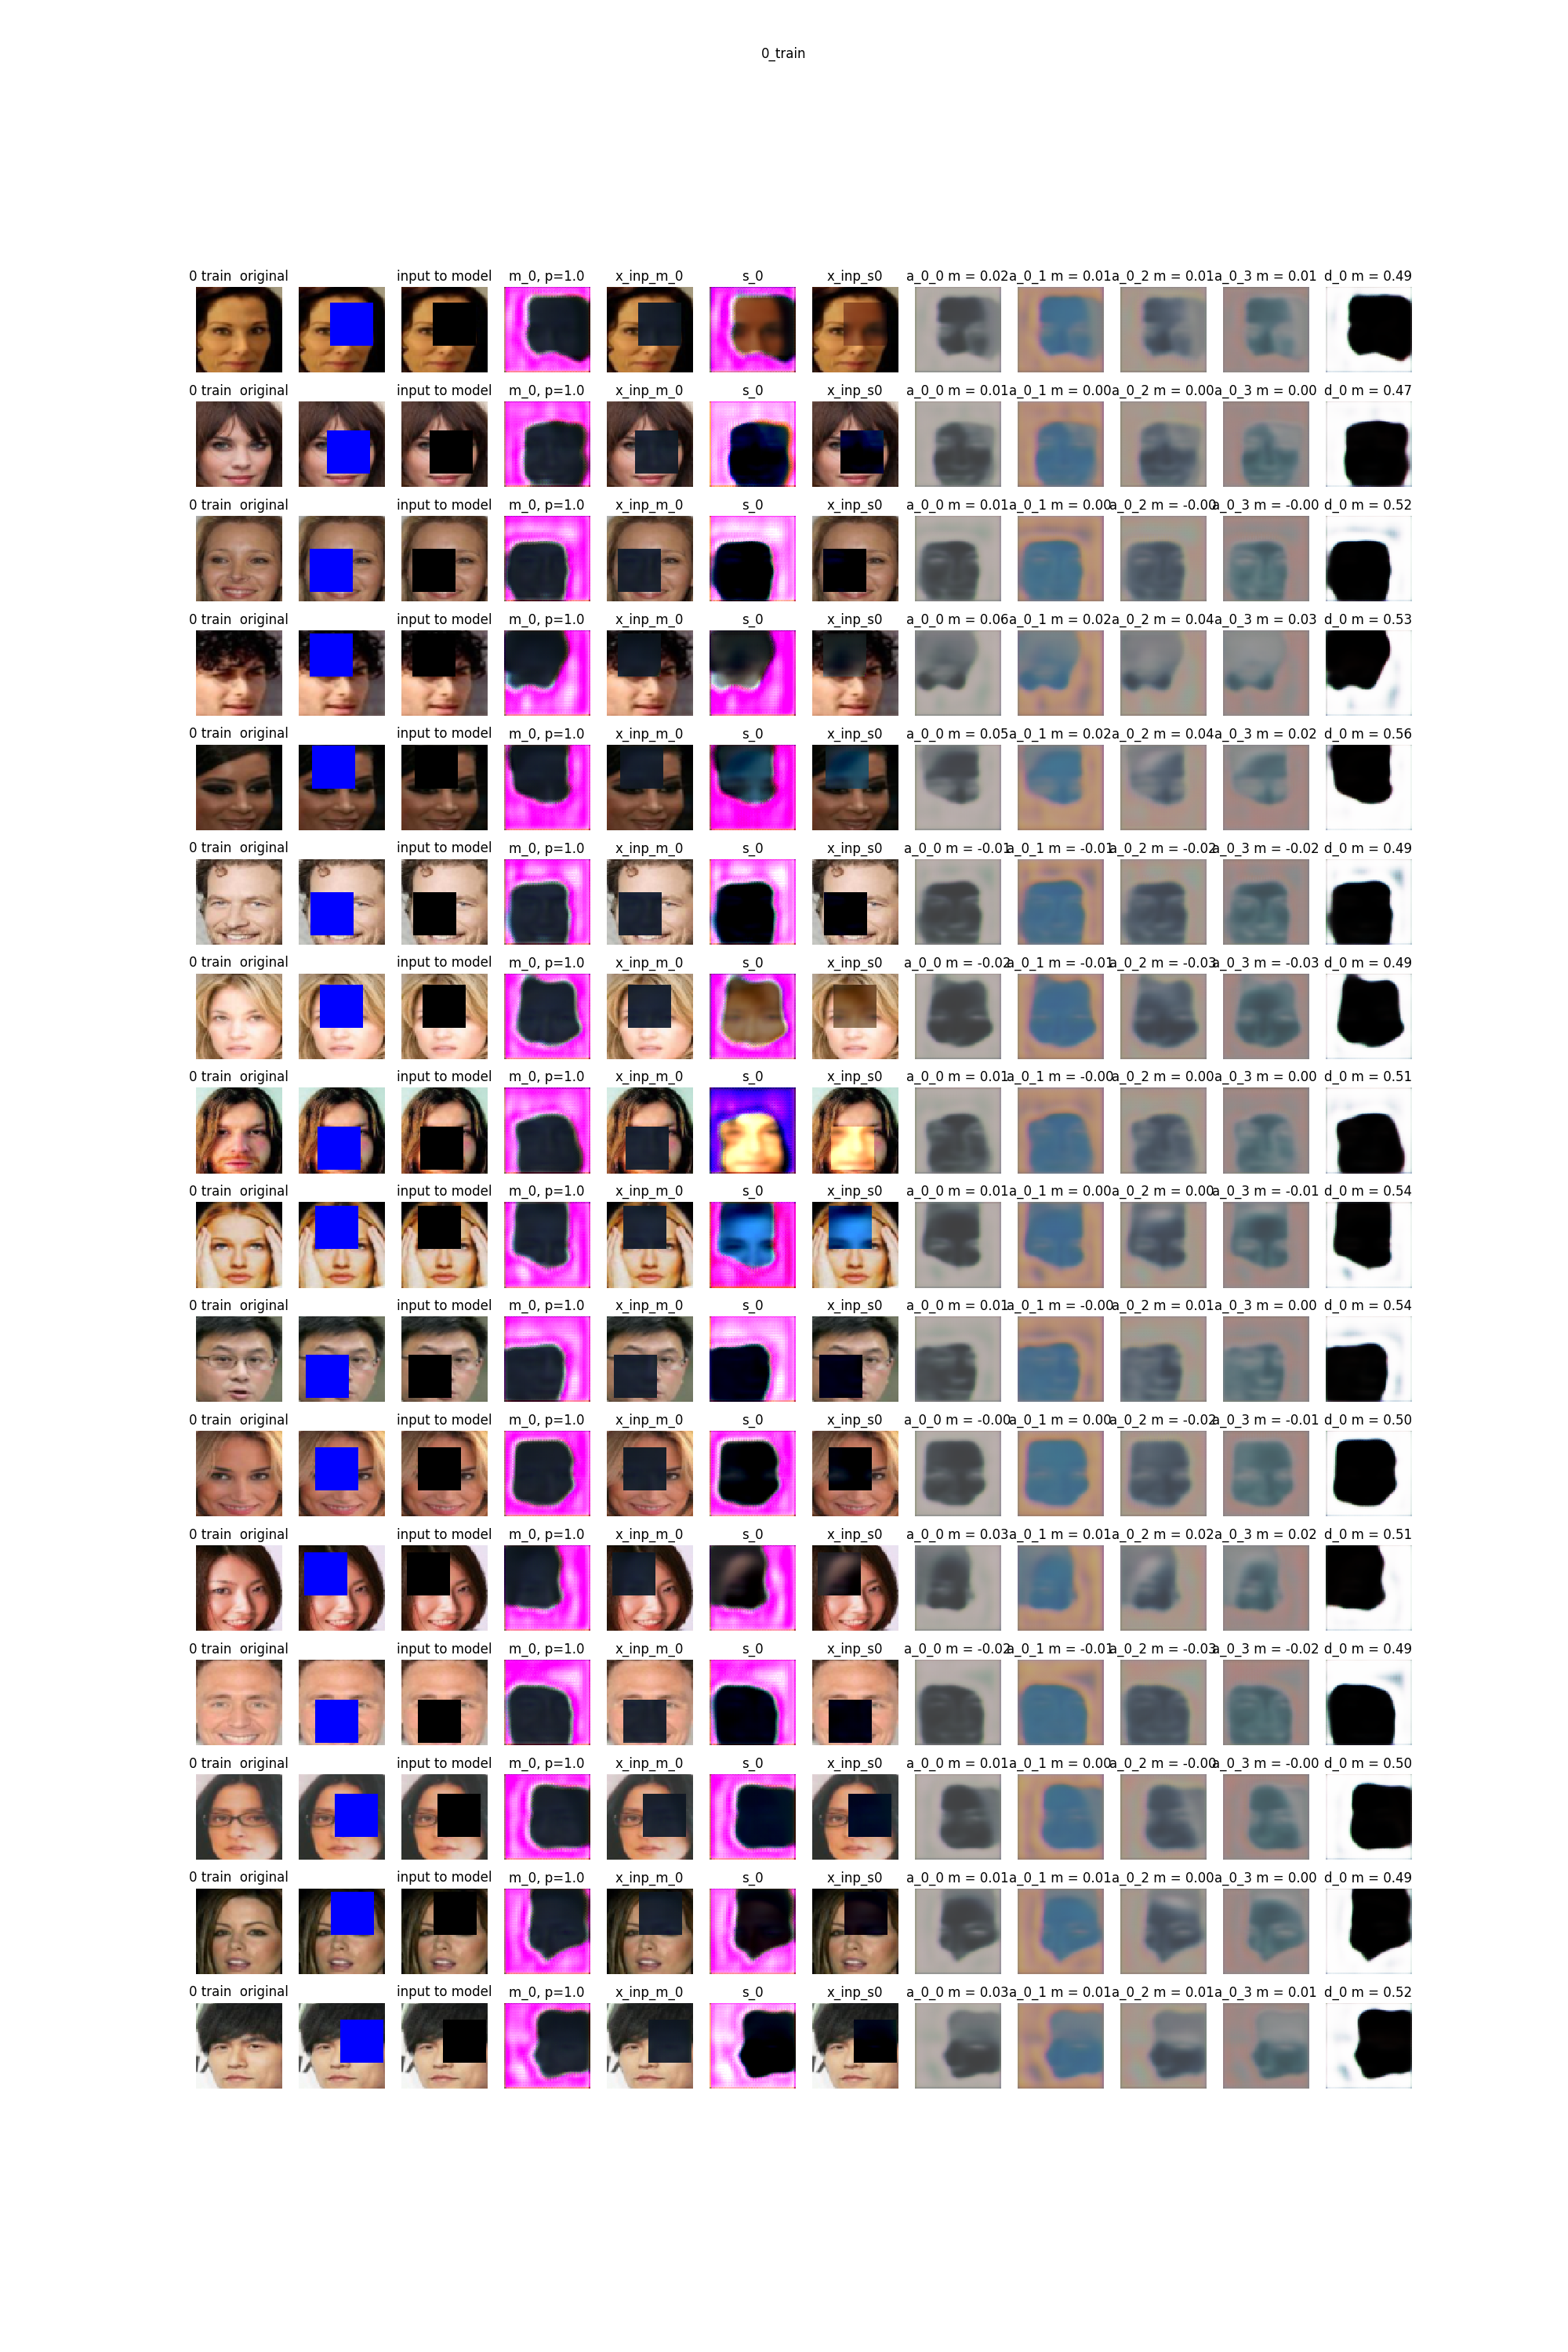 0_train
0 train original input to model m_0, p=1.0 x_inp_m_0 s_0 x_inp_s0 a_0_0 m = 0.02 a_0_1 m = 0.01 a_0_2 m = 0.01 a_0_3 m = 0.01 d_0 m = 0.49
0 train original input to model m_0, p=1.0 x_inp_m_0 s_0 x_inp_s0 a_0_0 m = 0.01 a_0_1 m = 0.00 a_0_2 m = 0.00 a_0_3 m = 0.00 d_0 m = 0.47
0 train original input to model m_0, p=1.0 x_inp_m_0 s_0 x_inp_s0 a_0_0 m = 0.01 a_0_1 m = 0.00 a_0_2 m = -0.00 a_0_3 m = -0.00 d_0 m = 0.52
0 train original input to model m_0, p=1.0 x_inp_m_0 s_0 x_inp_s0 a_0_0 m = 0.06 a_0_1 m = 0.02 a_0_2 m = 0.04 a_0_3 m = 0.03 d_0 m = 0.53
0 train original input to model m_0, p=1.0 x_inp_m_0 s_0 x_inp_s0 a_0_0 m = 0.05 a_0_1 m = 0.02 a_0_2 m = 0.04 a_0_3 m = 0.02 d_0 m = 0.56
0 train original input to model m_0, p=1.0 x_inp_m_0 s_0 x_inp_s0 a_0_0 m = -0.01 a_0_1 m = -0.01 a_0_2 m = -0.02 a_0_3 m = -0.02 d_0 m = 0.49
0 train original input to model m_0, p=1.0 x_inp_m_0 s_0 x_inp_s0 a_0_0 m = -0.02 a_0_1 m = -0.01 a_0_2 m = -0.03 a_0_3 m = -0.03 d_0 m = 0.49
0 train original input to model m_0, p=1.0 x_inp_m_0 s_0 x_inp_s0 a_0_0 m = 0.01 a_0_1 m = -0.00 a_0_2 m = 0.00 a_0_3 m = 0.00 d_0 m = 0.51
0 train original input to model m_0, p=1.0 x_inp_m_0 s_0 x_inp_s0 a_0_0 m = 0.01 a_0_1 m = 0.00 a_0_2 m = 0.00 a_0_3 m = -0.01 d_0 m = 0.54
0 train original input to model m_0, p=1.0 x_inp_m_0 s_0 x_inp_s0 a_0_0 m = 0.01 a_0_1 m = -0.00 a_0_2 m = 0.01 a_0_3 m = 0.00 d_0 m = 0.54
0 train original input to model m_0, p=1.0 x_inp_m_0 s_0 x_inp_s0 a_0_0 m = -0.00 a_0_1 m = 0.00 a_0_2 m = -0.02 a_0_3 m = -0.01 d_0 m = 0.50
0 train original input to model m_0, p=1.0 x_inp_m_0 s_0 x_inp_s0 a_0_0 m = 0.03 a_0_1 m = 0.01 a_0_2 m = 0.02 a_0_3 m = 0.02 d_0 m = 0.51
0 train original input to model m_0, p=1.0 x_inp_m_0 s_0 x_inp_s0 a_0_0 m = -0.02 a_0_1 m = -0.01 a_0_2 m = -0.03 a_0_3 m = -0.02 d_0 m = 0.49
0 train original input to model m_0, p=1.0 x_inp_m_0 s_0 x_inp_s0 a_0_0 m = 0.01 a_0_1 m = 0.00 a_0_2 m = -0.00 a_0_3 m = -0.00 d_0 m = 0.50
0 train original input to model m_0, p=1.0 x_inp_m_0 s_0 x_inp_s0 a_0_0 m = 0.01 a_0_1 m = 0.01 a_0_2 m = 0.00 a_0_3 m = 0.00 d_0 m = 0.49
0 train original input to model m_0, p=1.0 x_inp_m_0 s_0 x_inp_s0 a_0_0 m = 0.03 a_0_1 m = 0.01 a_0_2 m = 0.01 a_0_3 m = 0.01 d_0 m = 0.52